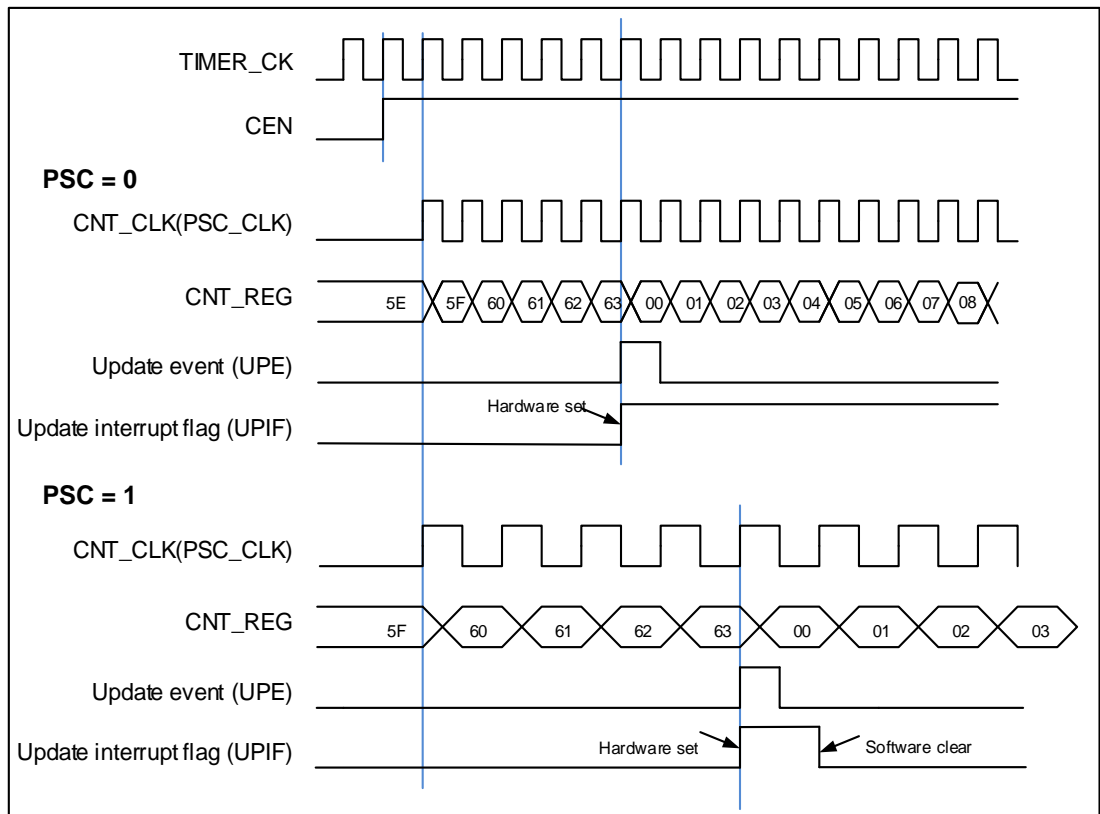 TIMER_CK
CEN
PSC = 0
CNT_CLK(PSC_CLK)
CNT_REG
5E 5F 60 61 62 63 00 01 02 03 04 05 06 07 08
Update event (UPE)
Hardware set
Update interrupt flag (UPIF)
PSC = 1
CNT_CLK(PSC_CLK)
CNT_REG
5F 60 61 62 63 00 01 02 03
Update event (UPE)
Update interrupt flag (UPIF)
Hardware set
Software clear